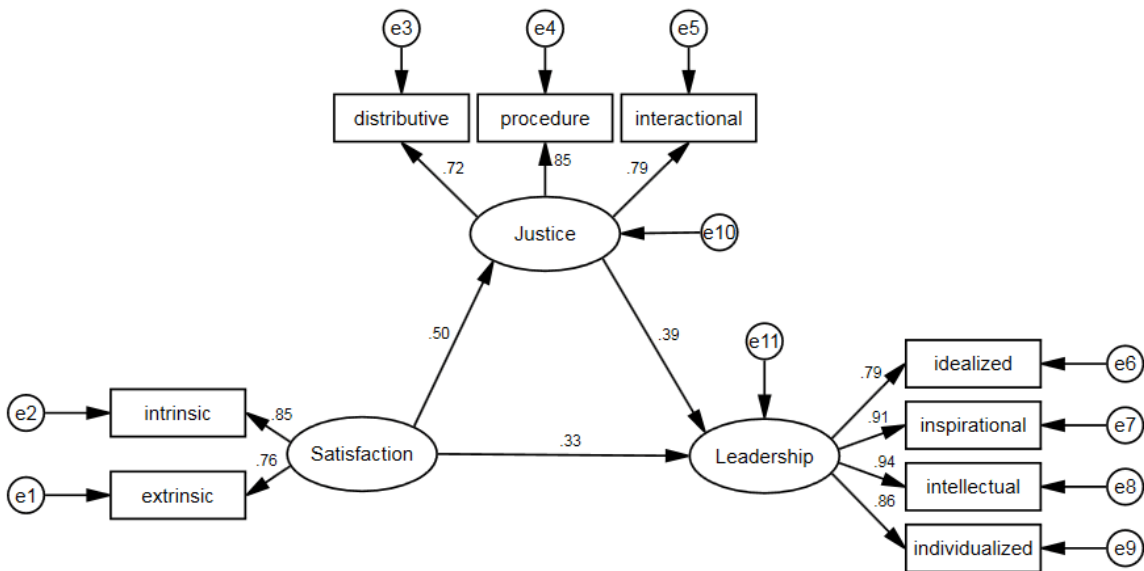 e3
e4
e5
distributive
procedure
interactional
.72
85
.79
Justice
e10
.50
.39
e11
idealized
e6
.79
e2
intrinsic
.85
inspirational
e7
.91
Satisfaction
.33
Leadership
.76
.94
e1
extrinsic
intellectual
e8
.86
individualized
e9